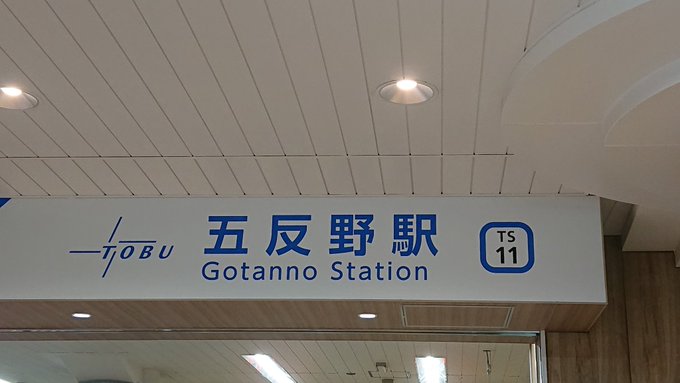 TOBU
五反野駅
Gotanno Station
TS
11